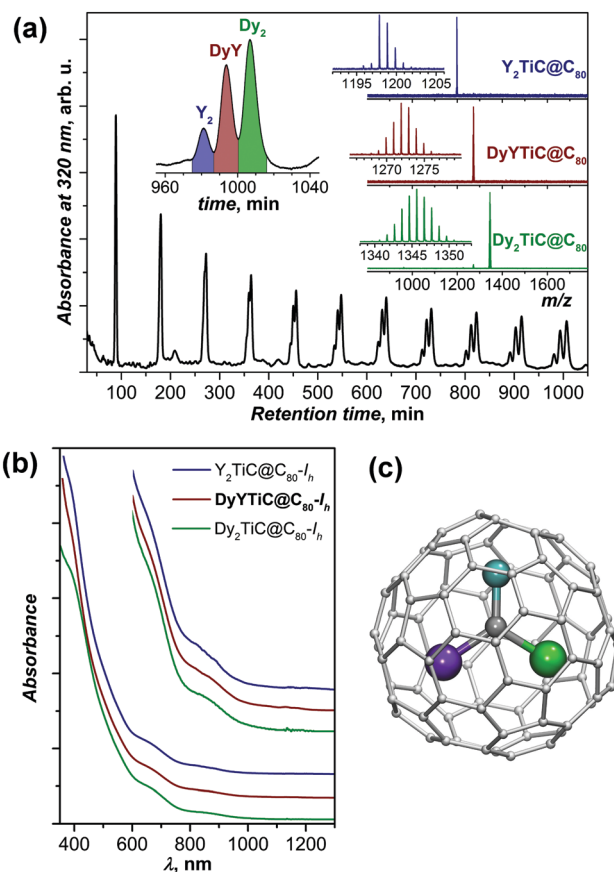 (a)
Absorbance at 320 nm, arb. u.
Y2
DyY
Dy2
960 1000 1040
time, min
1195 1200 1205
Y2TiC@C80
1270 1275
DyYTiC@C80
1340 1345 1350
Dy2TiC@C80
1000 1200 1400 1600
m/z
100 200 300 400 500 600 700 800 900 1000
Retention time, min
(b)
Absorbance
Y2TiC@C80-Ih
DyYTiC@C80-Ih
Dy2TiC@C80-Ih
400 600 800 1000 1200
λ, nm
(c)